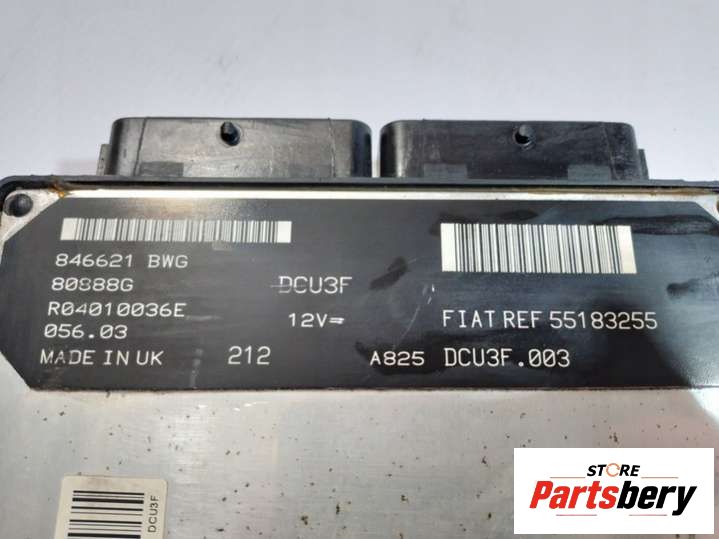 846621 BWG
80888G
R04010036E
056.03
MADE IN UK 212
DCU3F
12V=
FIAT REF 55183255
A825 DCU3F.003
DCU3F
STORE
Partsbery